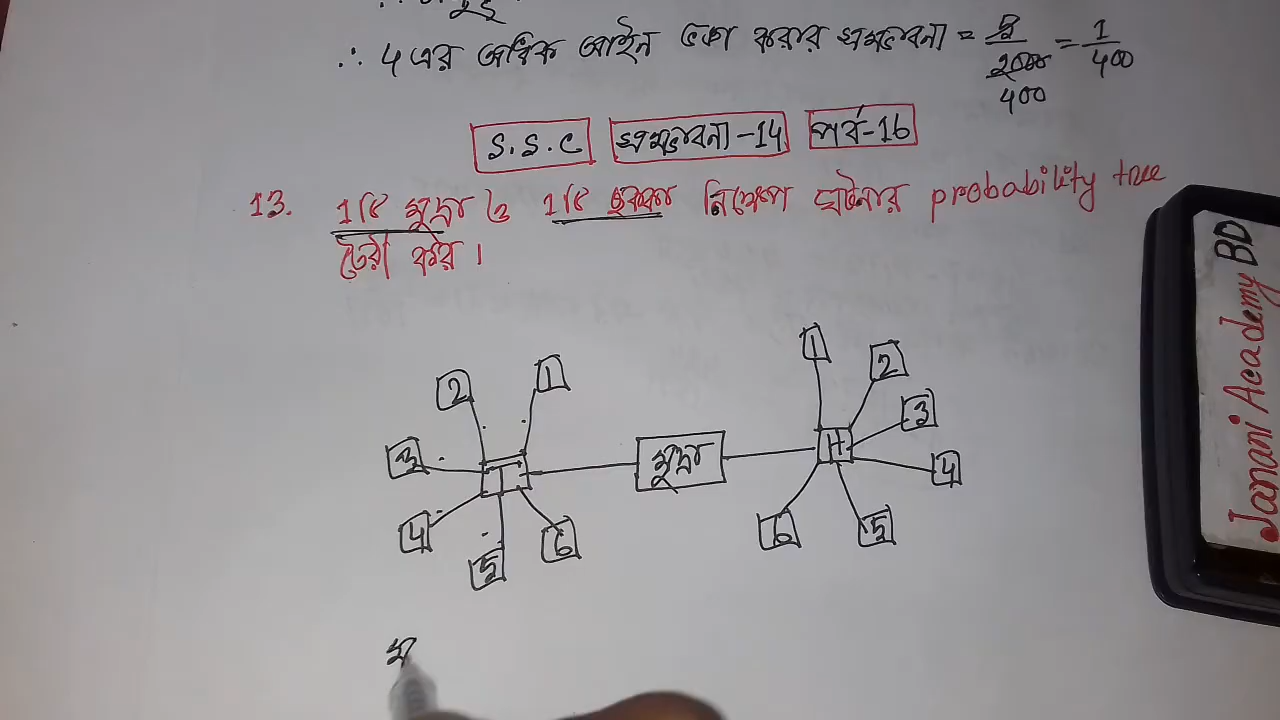 ∴ 4 এর অধিক আইন ভঙ্গ করার সম্ভাবনা = 5/2000 = 1/400
400
S.S.C সম্ভাবনা-14 পর্ব-16
13. 1টি মুদ্রা ও 1টি ছক্কা নিক্ষেপ ঘটনার probability tree
তৈরী কর।
1
2 1 2
3 3
T মুদ্রা H 4
4 6 6 5
5
Janani Academy BD